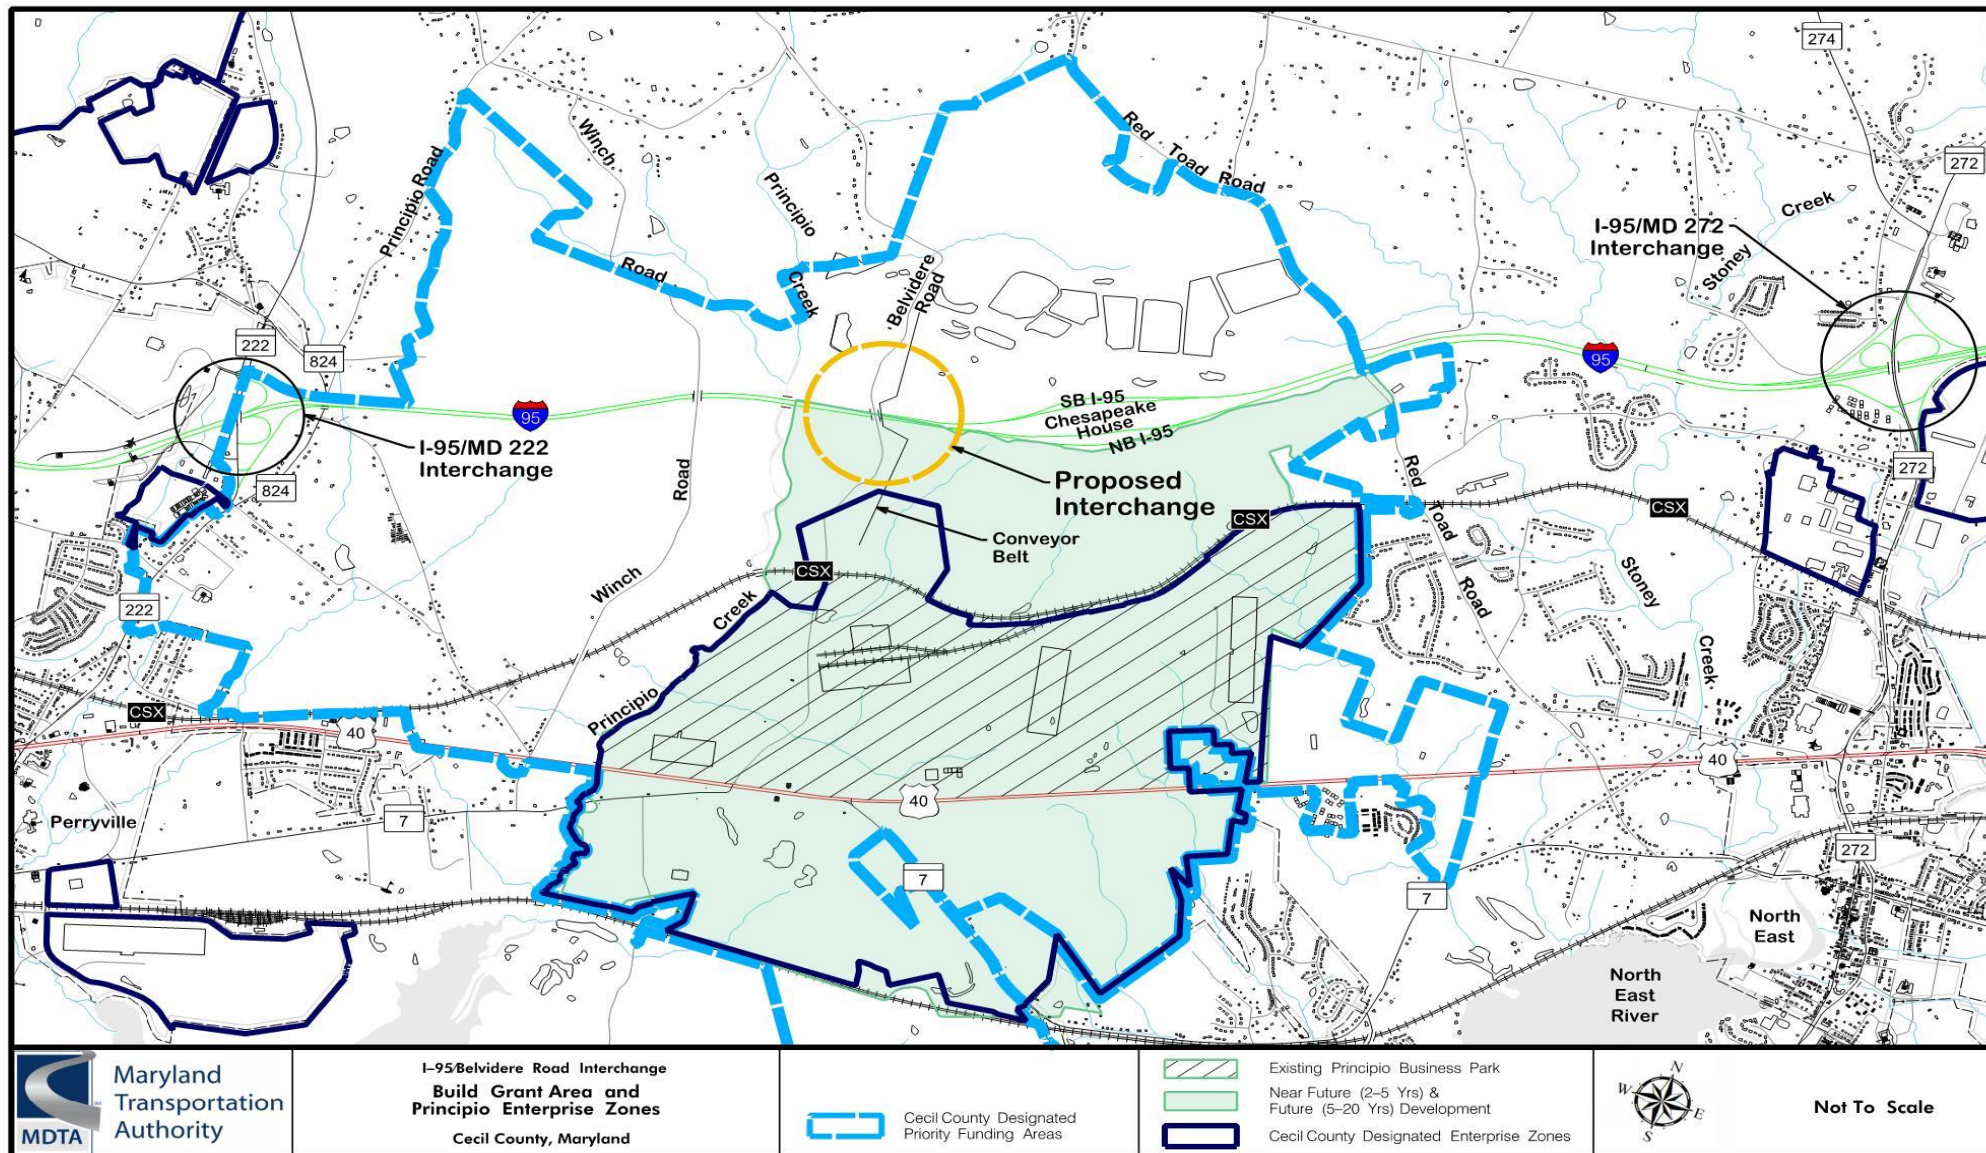 274
272
Winch
Red
Toad
Road
Principio Road
Principio
Creek
Stoney
I-95/MD 272
Interchange
Road
Belvidere
Road
Creek
222
824
95
95
SB I-95
Chesapeake
House
NB I-95
I-95/MD 222
Interchange
824
272
Proposed
Interchange
Road
Red
Toad
Road
CSX
CSX
Conveyor
Belt
CSX
Winch
Creek
Principio
222
Stoney
Creek
CSX
40
40
40
Perryville
7
7
7
272
North
East
North
East
River
MDTA
Maryland
Transportation
Authority
I-95/Belvidere Road Interchange
Build Grant Area and
Principio Enterprise Zones
Cecil County, Maryland
Cecil County Designated
Priority Funding Areas
Existing Principio Business Park
Near Future (2-5 Yrs) &
Future (5-20 Yrs) Development
Cecil County Designated Enterprise Zones
N
W
E
S
Not To Scale